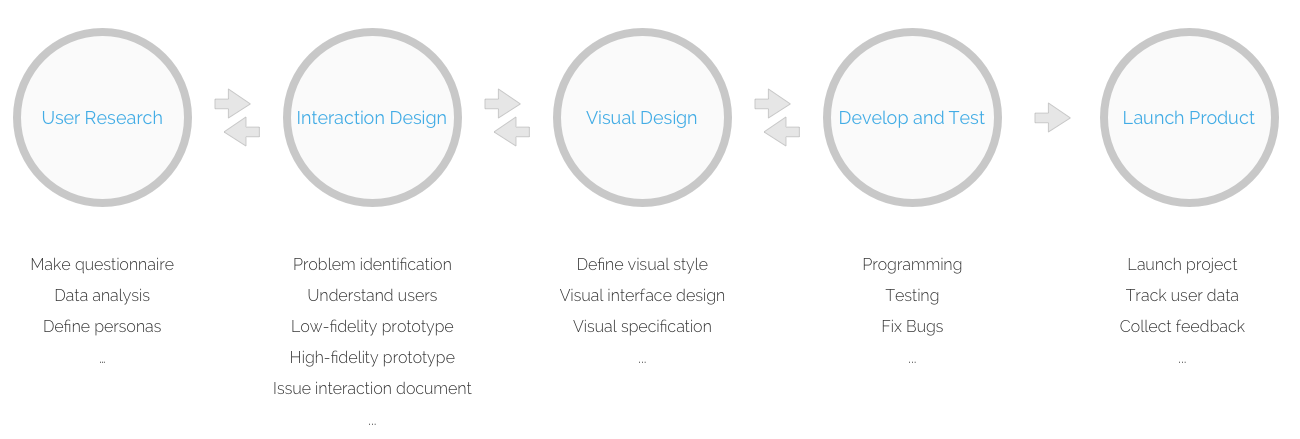 User Research
Interaction Design
Visual Design
Develop and Test
Launch Product
Make questionnaire
Data analysis
Define personas
...
Problem identification
Understand users
Low-fidelity prototype
High-fidelity prototype
Issue interaction document
...
Define visual style
Visual interface design
Visual specification
...
Programming
Testing
Fix Bugs
...
Launch project
Track user data
Collect feedback
...